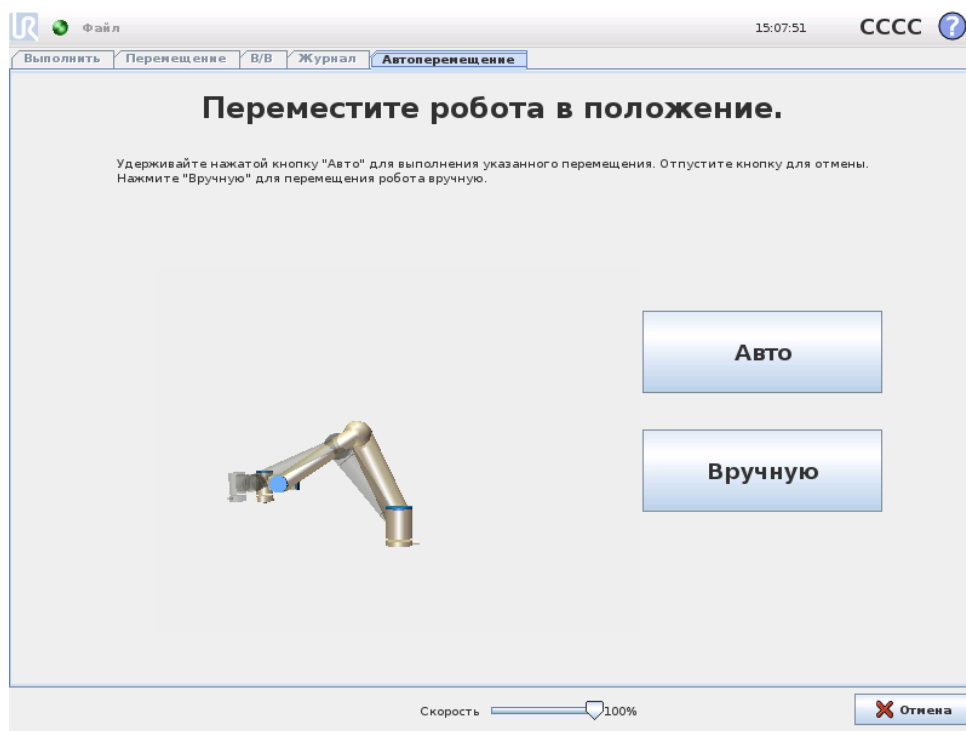 UR Файл 15:07:51 CCCC ?
Выполнить Перемещение В/В Журнал Автоперемещение
Переместите робота в положение.
Удерживайте нажатой кнопку "Авто" для выполнения указанного перемещения. Отпустите кнопку для отмены.
Нажмите "Вручную" для перемещения робота вручную.
Авто
Вручную
Скорость 100% Отмена